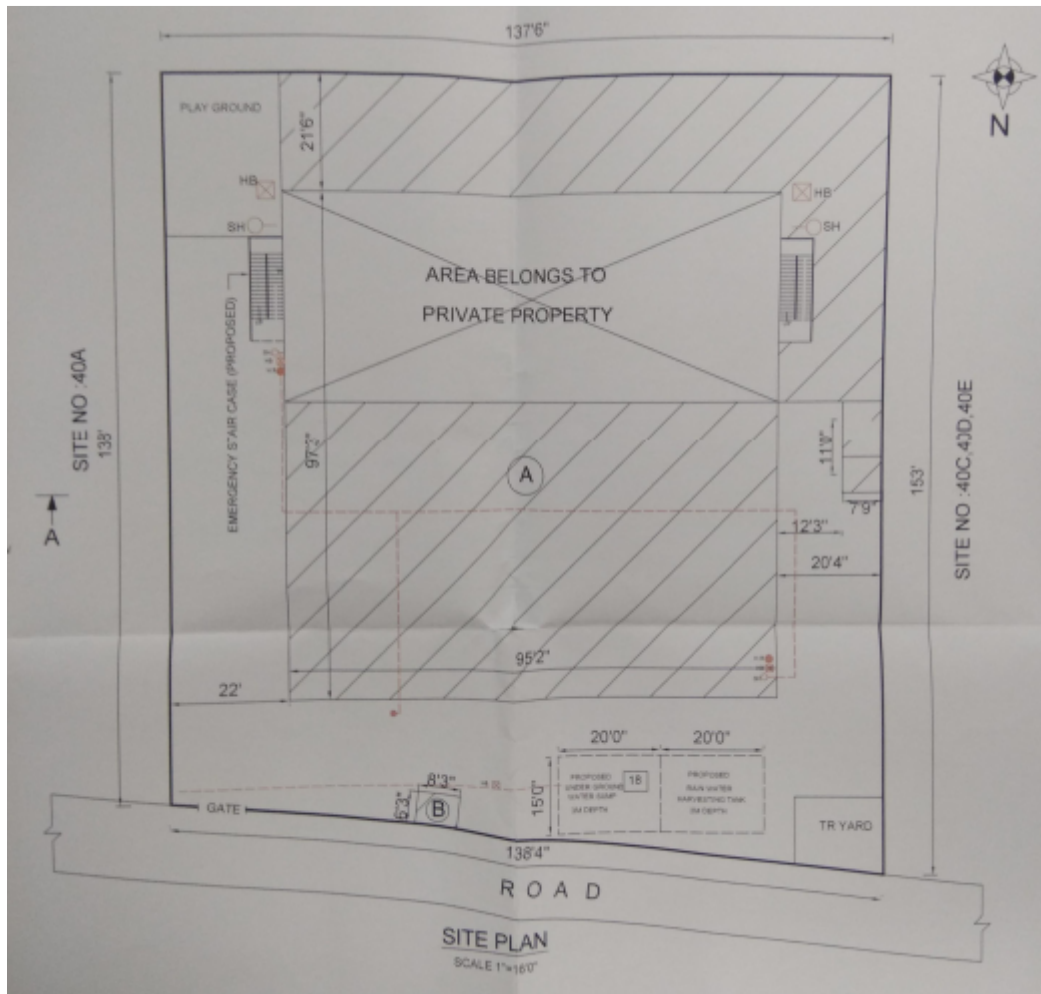 137'6"
N
PLAY GROUND
21'6"
HB
HB
SH
SH
AREA BELONGS TO
PRIVATE PROPERTY
EMERGENCY STAIR CASE (PROPOSED)
SITE NO :40A
138'
97'2"
A
A
11'8"
7'9"
12'3"
20'4"
153'
SITE NO :40C,40D,40E
95'2"
22'
20'0"
20'0"
15'0"
PROPOSED
UNDER GROUND
WATER SUMP
3M DEPTH
18
PROPOSED
RAIN WATER
HARVESTING TANK
3M DEPTH
8'3"
6'3"
B
GATE
TR YARD
138'4"
ROAD
SITE PLAN
SCALE 1"=16'0"